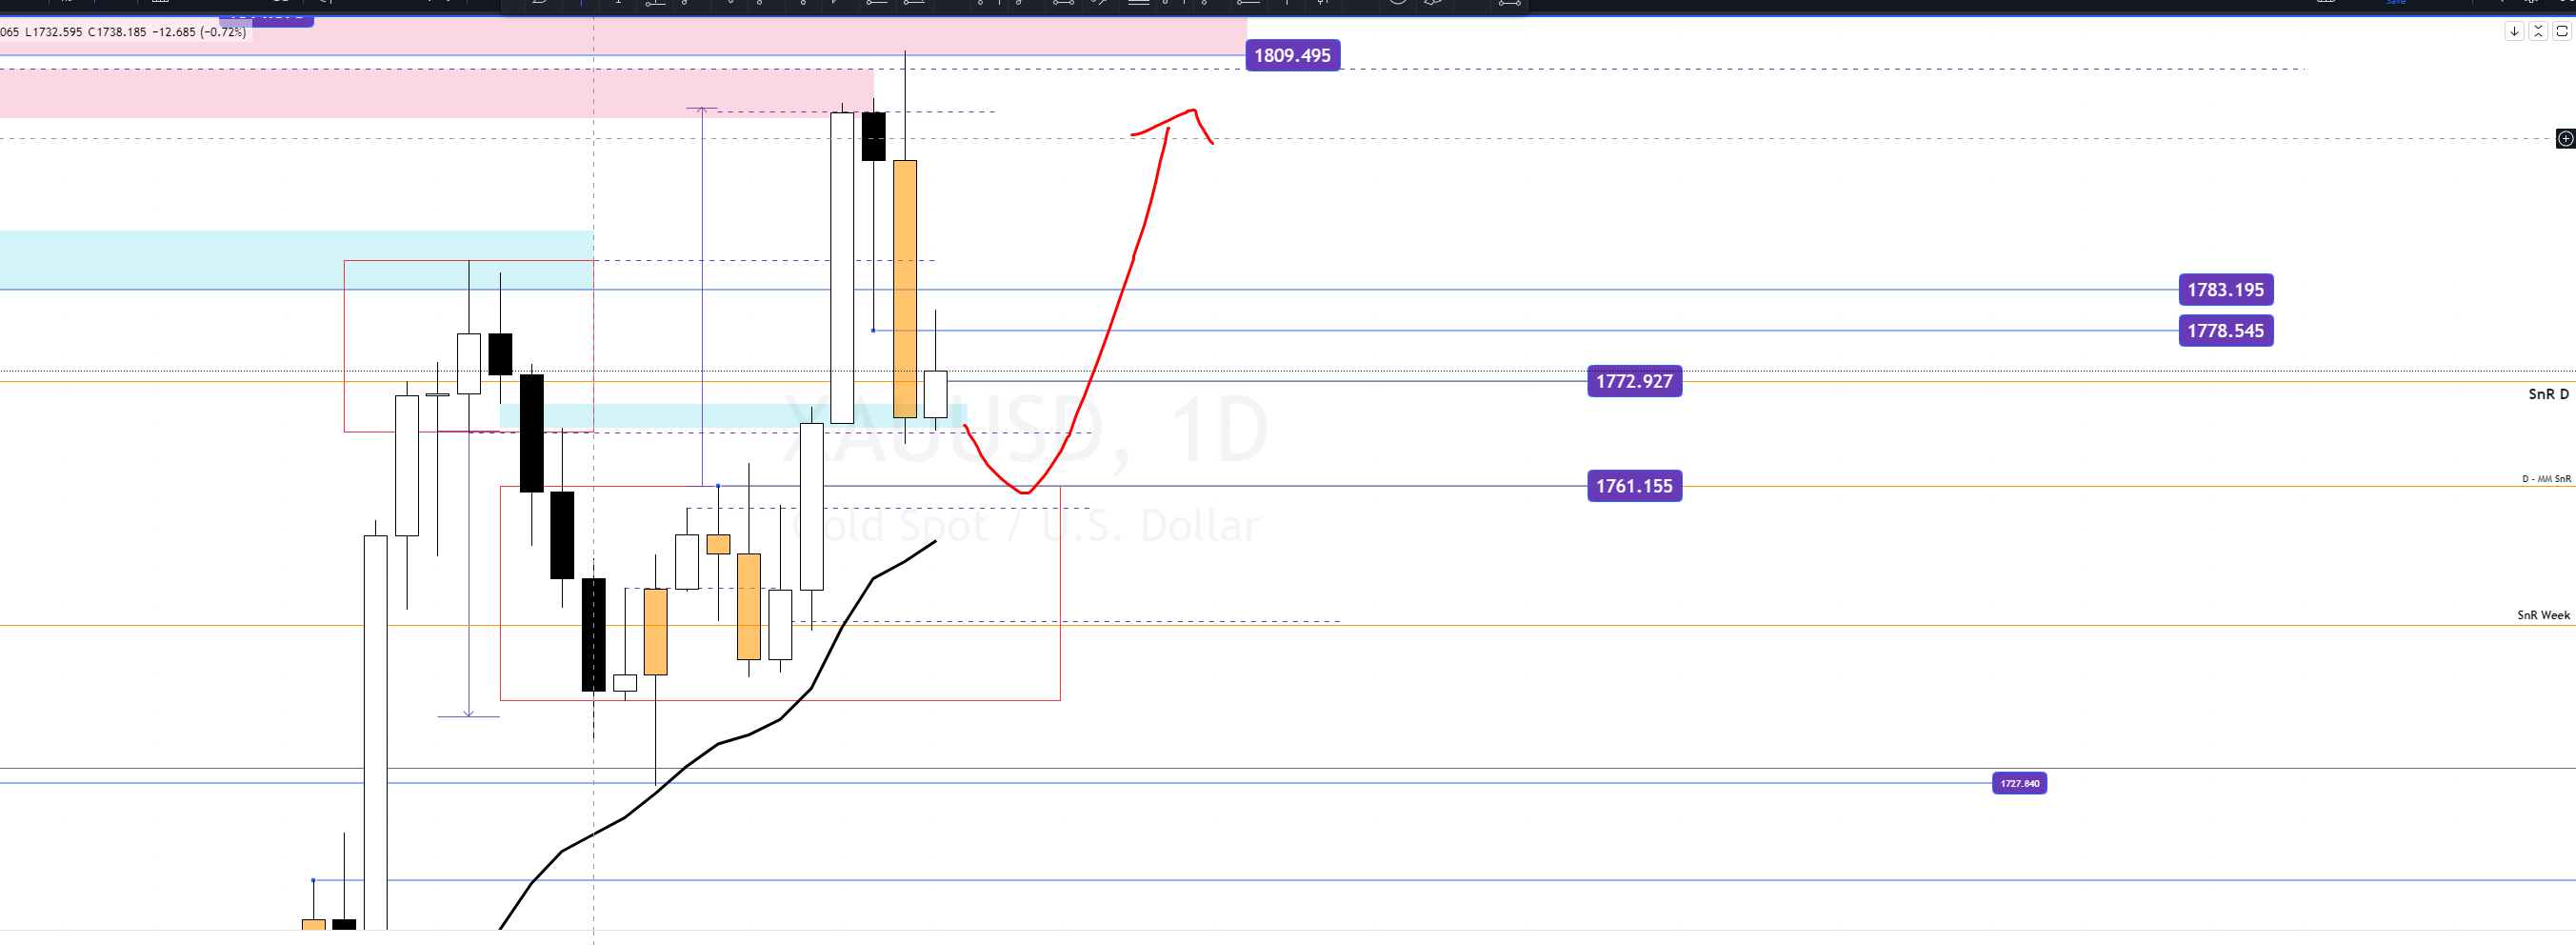 065 L1732.595 C1738.185 −12.685 (−0.72%)
1809.495
1783.195
1778.545
1772.927
SnR D
XAUUSD, 1D
1761.155
D - MM SnR
Gold Spot / U.S. Dollar
SnR Week
1727.840